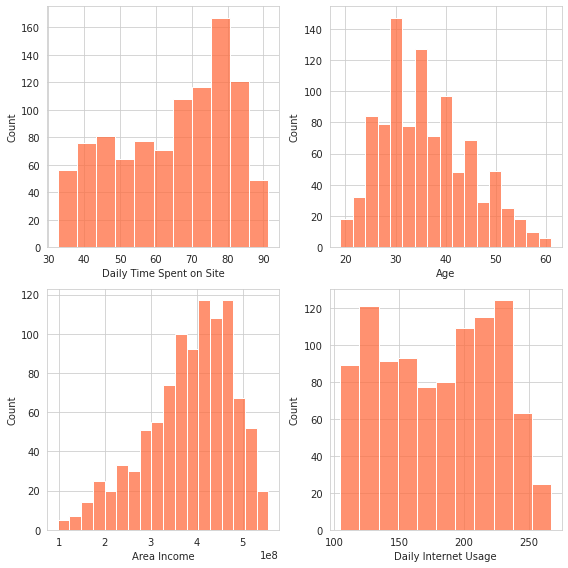 160
140
120
100
80
60
40
20
0
Count
30 40 50 60 70 80 90
Daily Time Spent on Site
140
120
100
80
60
40
20
0
Count
20 30 40 50 60
Age
120
100
80
60
40
20
0
Count
1 2 3 4 5
1e8
Area Income
120
100
80
60
40
20
0
Count
100 150 200 250
Daily Internet Usage